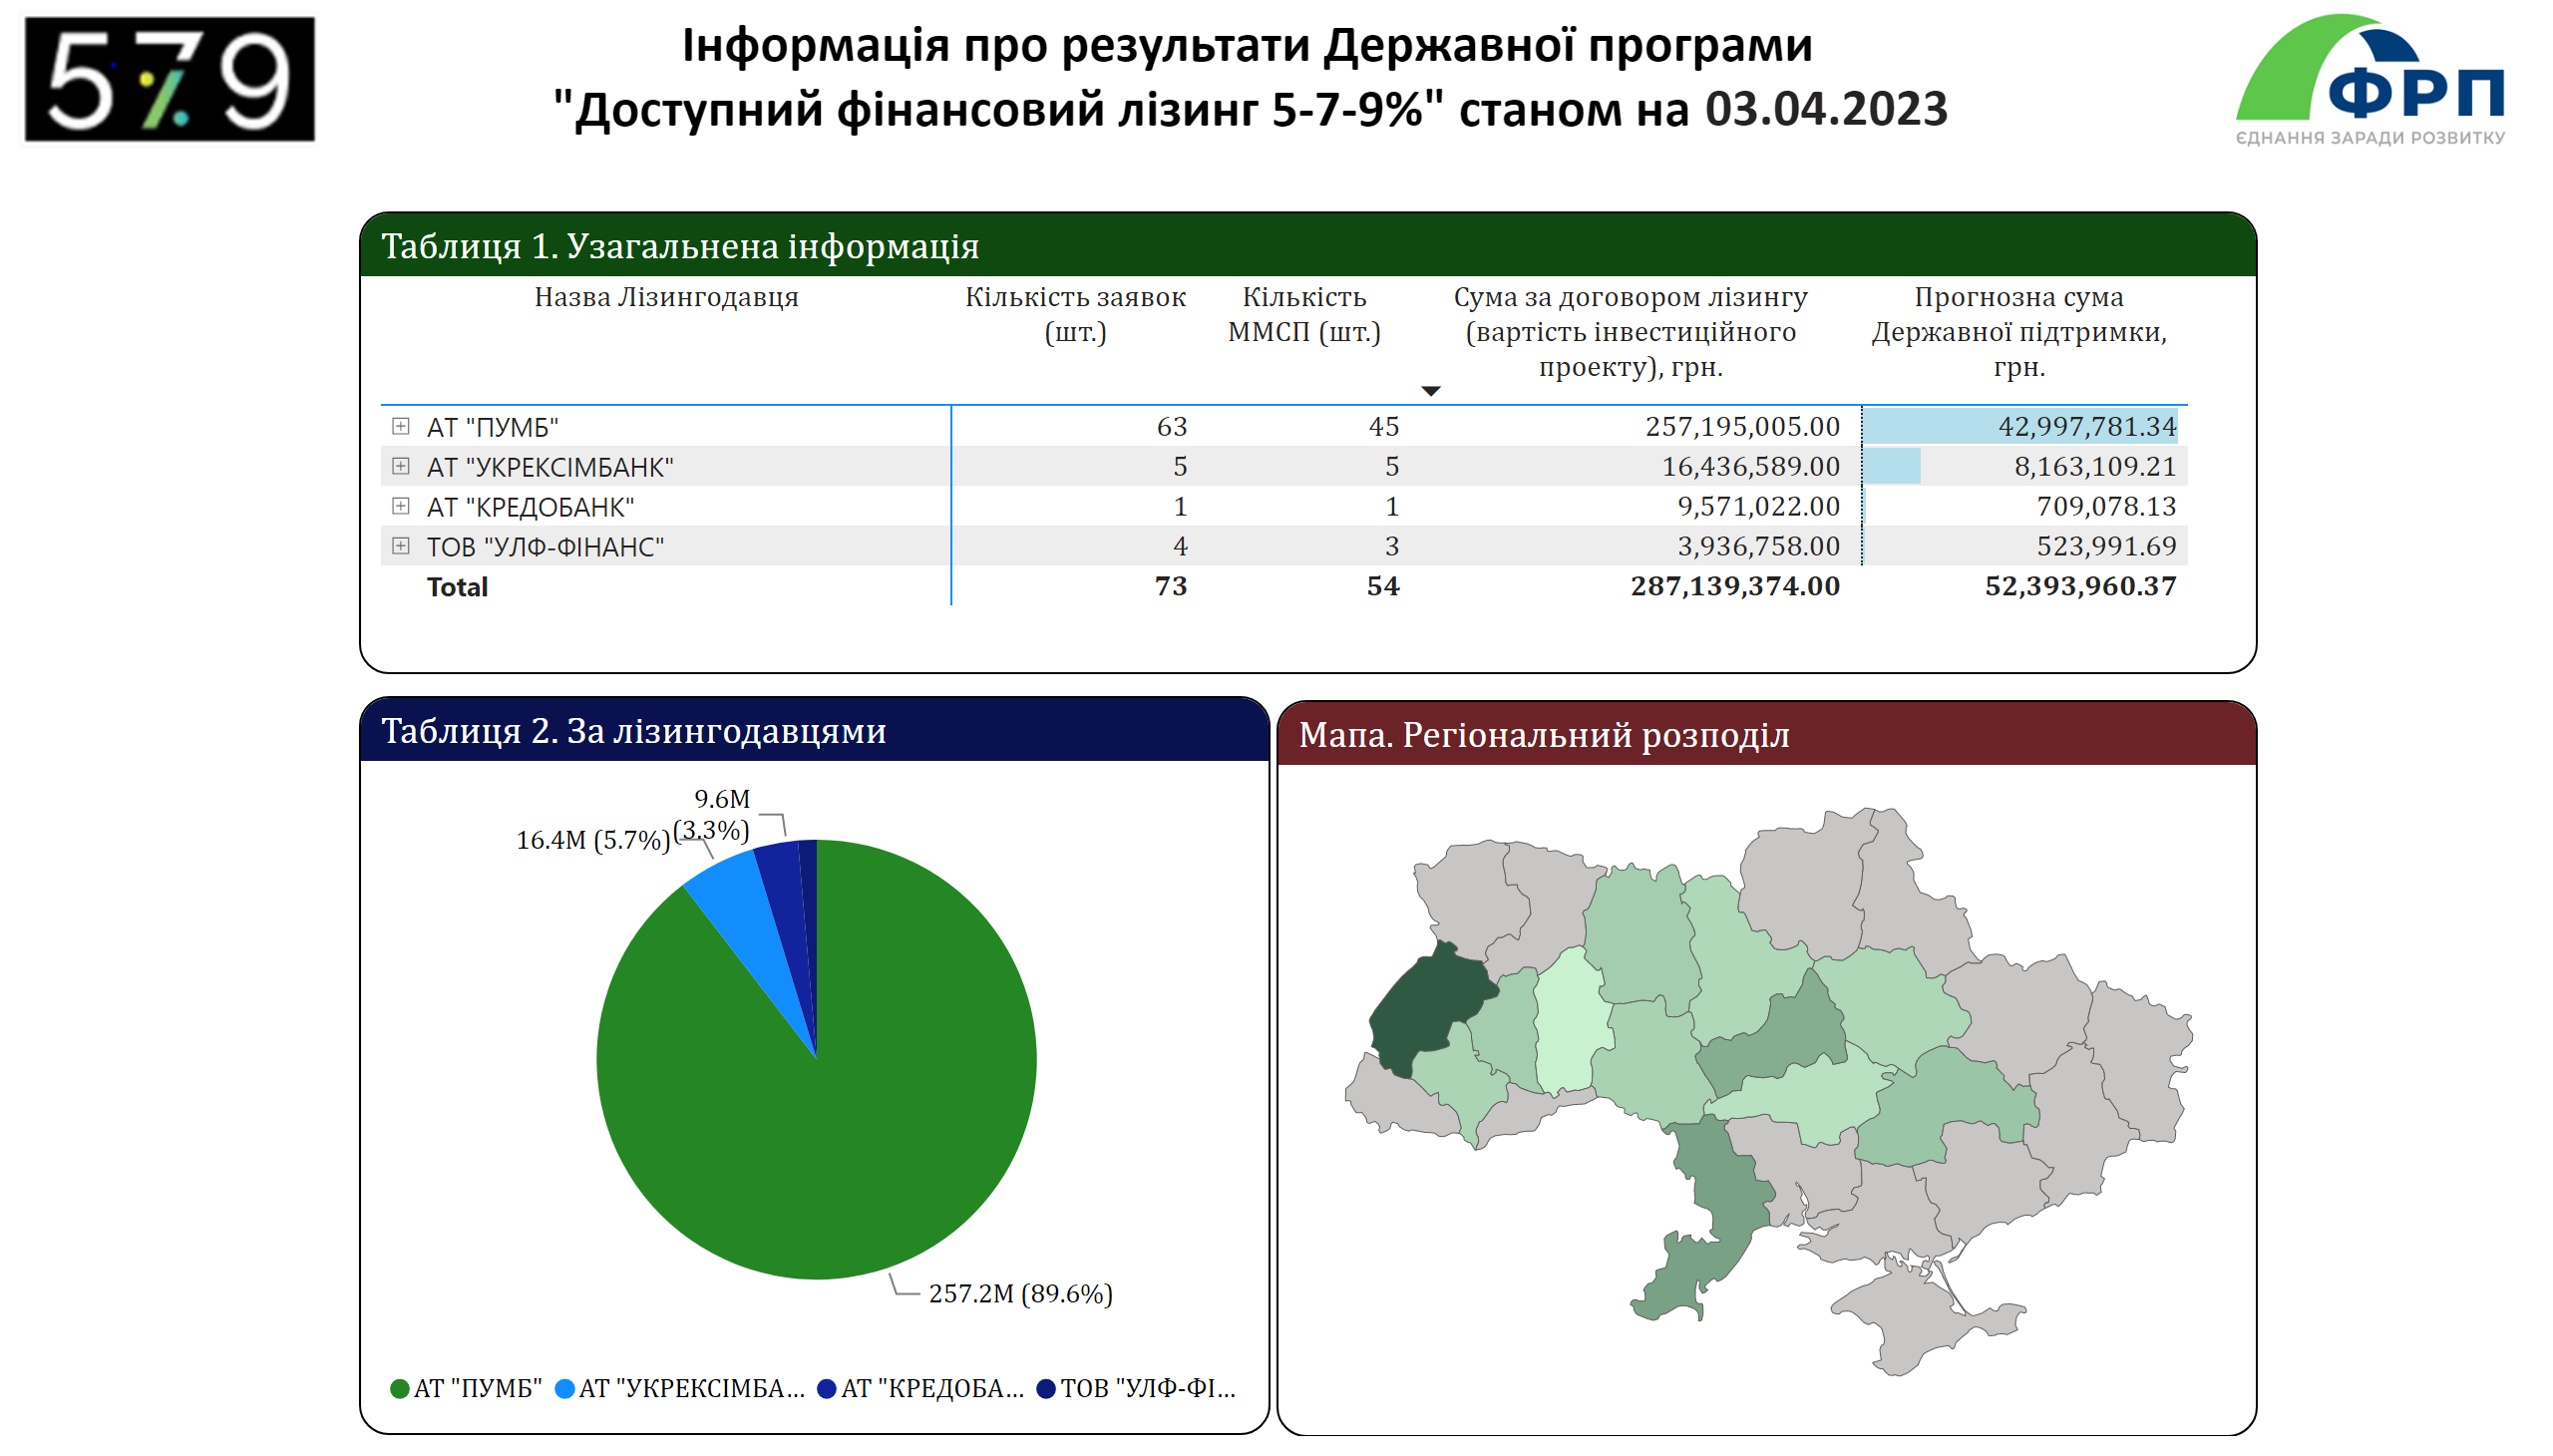 5 7 9
Інформація про результати Державної програми
"Доступний фінансовий лізинг 5-7-9%" станом на 03.04.2023
ФРП
ЄДНАННЯ ЗАРАДИ РОЗВИТКУ
Таблиця 1. Узагальнена інформація
Назва Лізингодавця Кількість заявок Кількість Сума за договором лізингу Прогнозна сума
(шт.) ММСП (шт.) (вартість інвестиційного Державної підтримки,
проекту), грн. грн.
АТ "ПУМБ" 63 45 257,195,005.00 42,997,781.34
АТ "УКРЕКСІМБАНК" 5 5 16,436,589.00 8,163,109.21
АТ "КРЕДОБАНК" 1 1 9,571,022.00 709,078.13
ТОВ "УЛФ-ФІНАНС" 4 3 3,936,758.00 523,991.69
Total 73 54 287,139,374.00 52,393,960.37
Таблиця 2. За лізингодавцями
9.6M
(3.3%)
16.4M (5.7%)
257.2M (89.6%)
АТ "ПУМБ" АТ "УКРЕКСІМБА... АТ "КРЕДОБА... ТОВ "УЛФ-ФІ...
Мапа. Регіональний розподіл